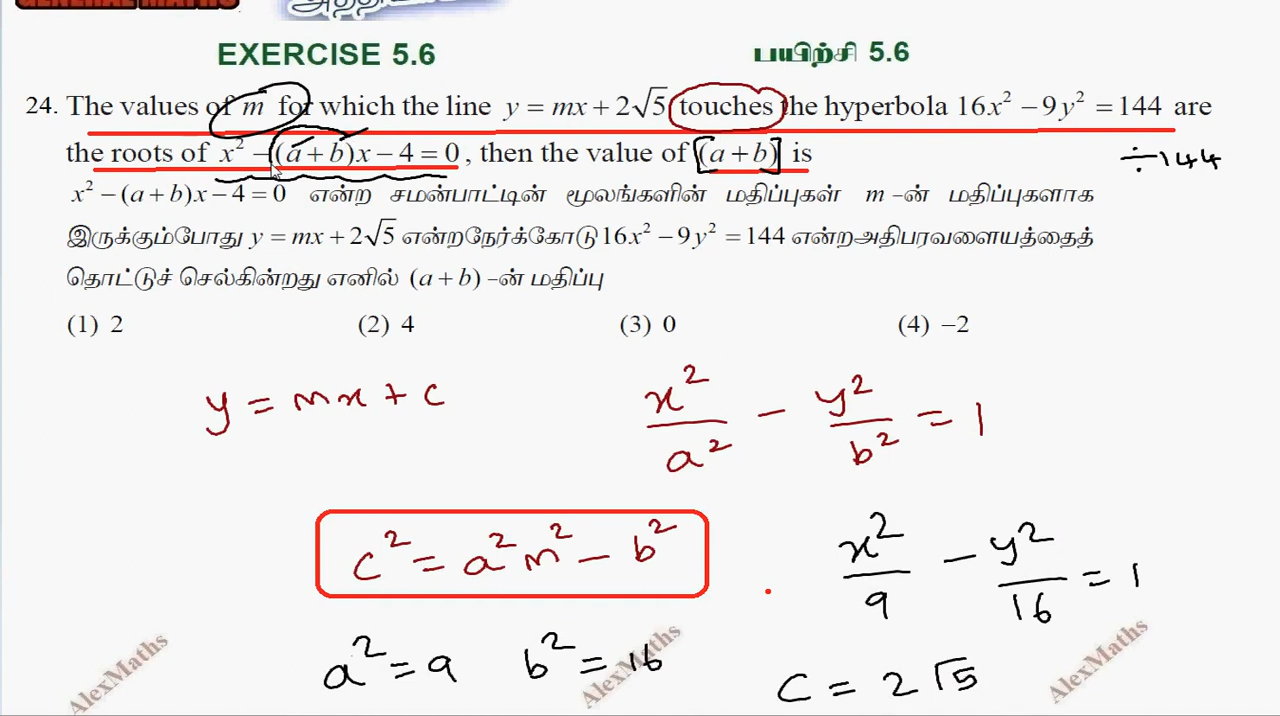 GENERAL MATHS
EXERCISE 5.6 பயிற்சி 5.6
24. The values of m for which the line y = mx + 2√5 touches the hyperbola 16x² − 9y² = 144 are
the roots of x² − (a + b)x − 4 = 0, then the value of (a + b) is
÷144
x² − (a + b)x − 4 = 0 என்ற சமன்பாட்டின் மூலங்களின் மதிப்புகள் m -ன் மதிப்புகளாக
இருக்கும்போது y = mx + 2√5 என்றநேர்க்கோடு 16x² − 9y² = 144 என்றஅதிபரவளையத்தைத்
தொட்டுச் செல்கின்றது எனில் (a + b) -ன் மதிப்பு
(1) 2 (2) 4 (3) 0 (4) −2
y = mx + c x²/a² − y²/b² = 1
c² = a²m² − b² x²/9 − y²/16 = 1
a² = 9 b² = 16 C = 2√5
AlexMaths AlexMaths AlexMaths